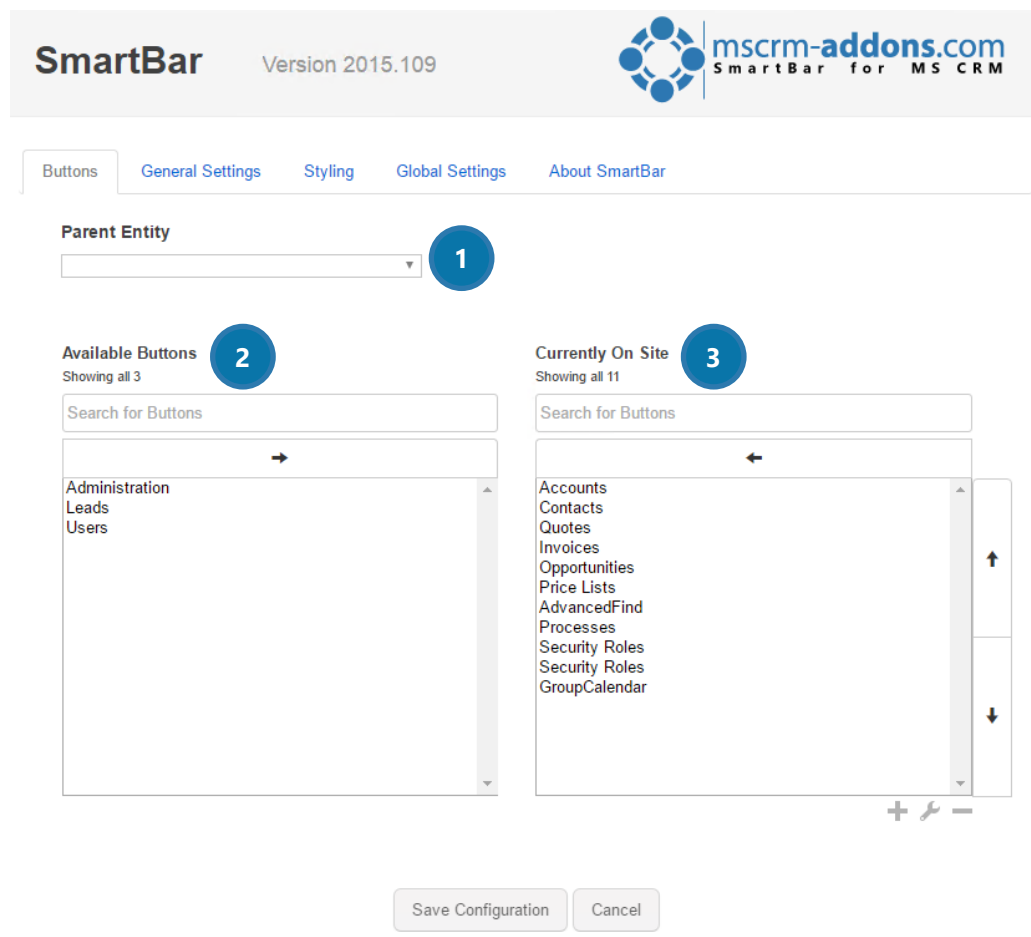 SmartBar Version 2015.109
mscrm-addons.com
SmartBar for MS CRM
Buttons General Settings Styling Global Settings About SmartBar
Parent Entity
1
Available Buttons
2
Showing all 3
Search for Buttons
Administration
Leads
Users
Currently On Site
3
Showing all 11
Search for Buttons
Accounts
Contacts
Quotes
Invoices
Opportunities
Price Lists
AdvancedFind
Processes
Security Roles
Security Roles
GroupCalendar
Save Configuration Cancel